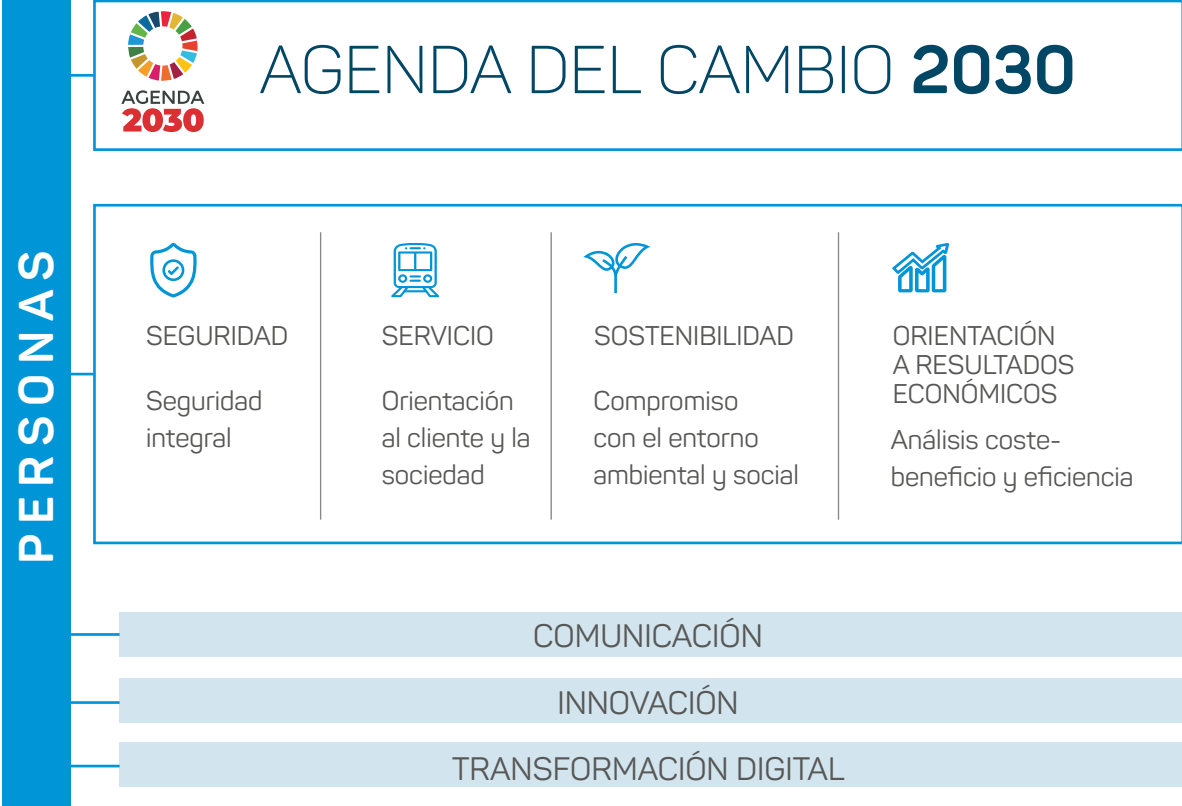 PERSONAS
AGENDA
2030
AGENDA DEL CAMBIO 2030
SEGURIDAD
Seguridad
integral
SERVICIO
Orientación
al cliente y la
sociedad
SOSTENIBILIDAD
Compromiso
con el entorno
ambiental y social
ORIENTACIÓN
A RESULTADOS
ECONÓMICOS
Análisis coste-
beneficio y eficiencia
COMUNICACIÓN
INNOVACIÓN
TRANSFORMACIÓN DIGITAL